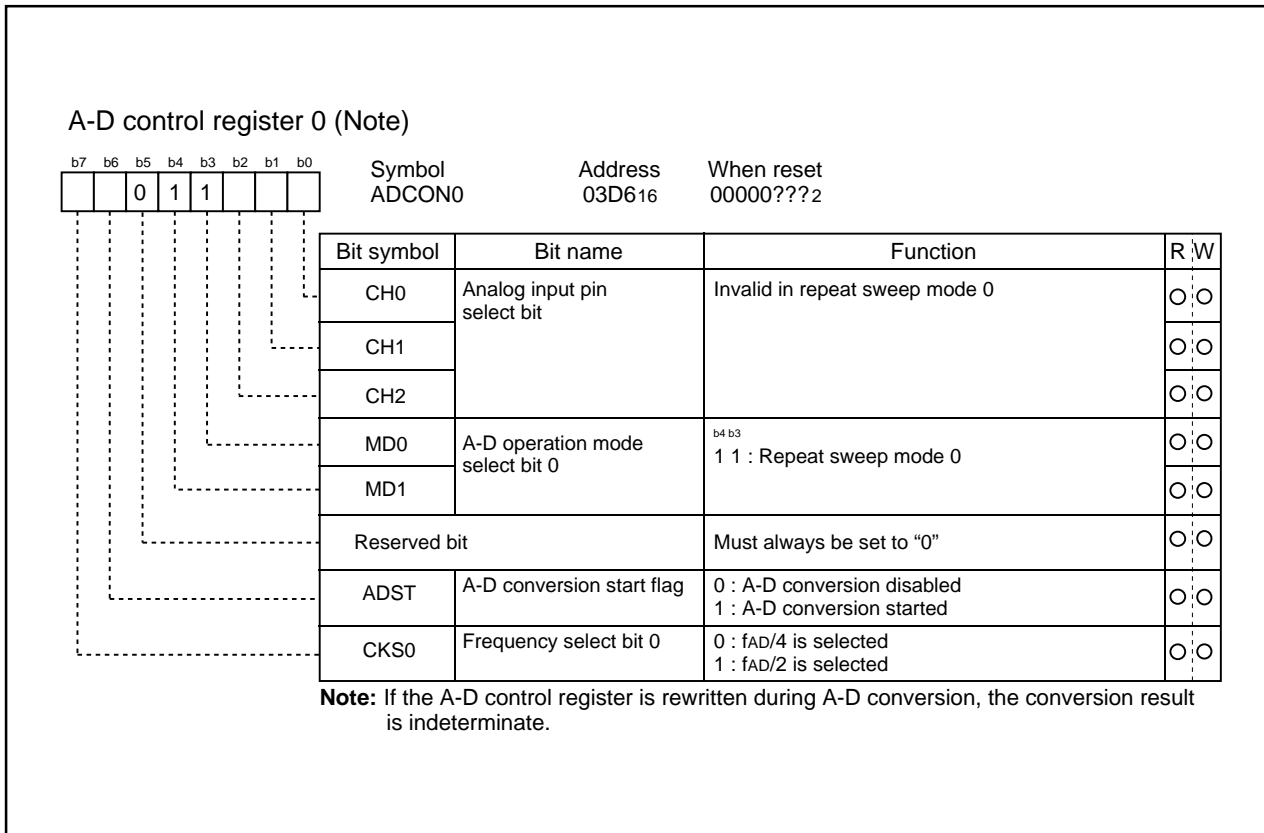 A-D control register 0 (Note)
b7 b6 b5 b4 b3 b2 b1 b0
0 1 1
Symbol Address When reset
ADCON0 03D616 00000???2
Bit symbol Bit name Function R W
CH0 Analog input pin select bit Invalid in repeat sweep mode 0
CH1
CH2
MD0 A-D operation mode select bit 0 b4 b3
1 1 : Repeat sweep mode 0
MD1
Reserved bit Must always be set to “0”
ADST A-D conversion start flag 0 : A-D conversion disabled
1 : A-D conversion started
CKS0 Frequency select bit 0 0 : fAD/4 is selected
1 : fAD/2 is selected
Note: If the A-D control register is rewritten during A-D conversion, the conversion result
is indeterminate.